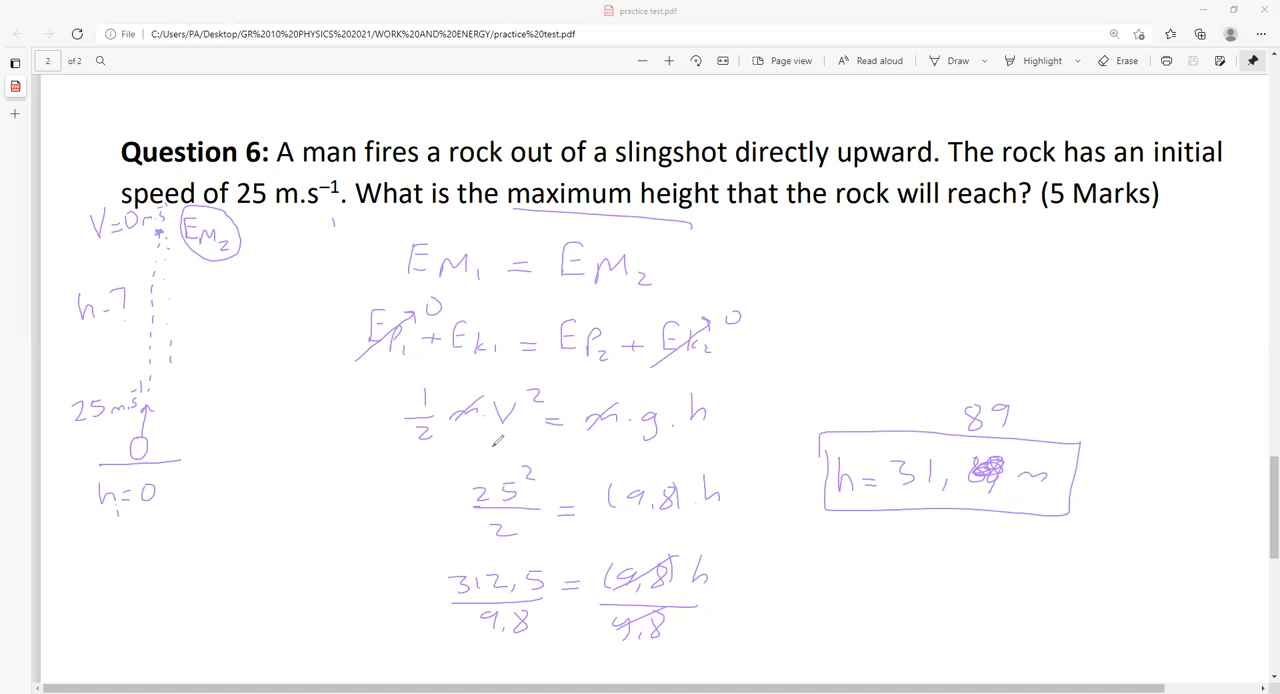 practice test.pdf
File C:/Users/PA/Desktop/GR%2010%20PHYSICS%202021/WORK%20AND%20ENERGY/practice%20test.pdf
2 of 2 Page view Read aloud Draw Highlight Erase
Question 6: A man fires a rock out of a slingshot directly upward. The rock has an initial
speed of 25 m.s⁻¹. What is the maximum height that the rock will reach? (5 Marks)
V=0 m.s⁻¹ EM₂
h=?
25 m.s⁻¹
h=0
EM₁ = EM₂
EP₁ 0 + Ek₁ = EP₂ + Ek₂ 0
1/2 m.v² = m.g.h
25²/2 = (9,8).h
312,5/9,8 = (9,8)h/9,8
89
h= 31, m